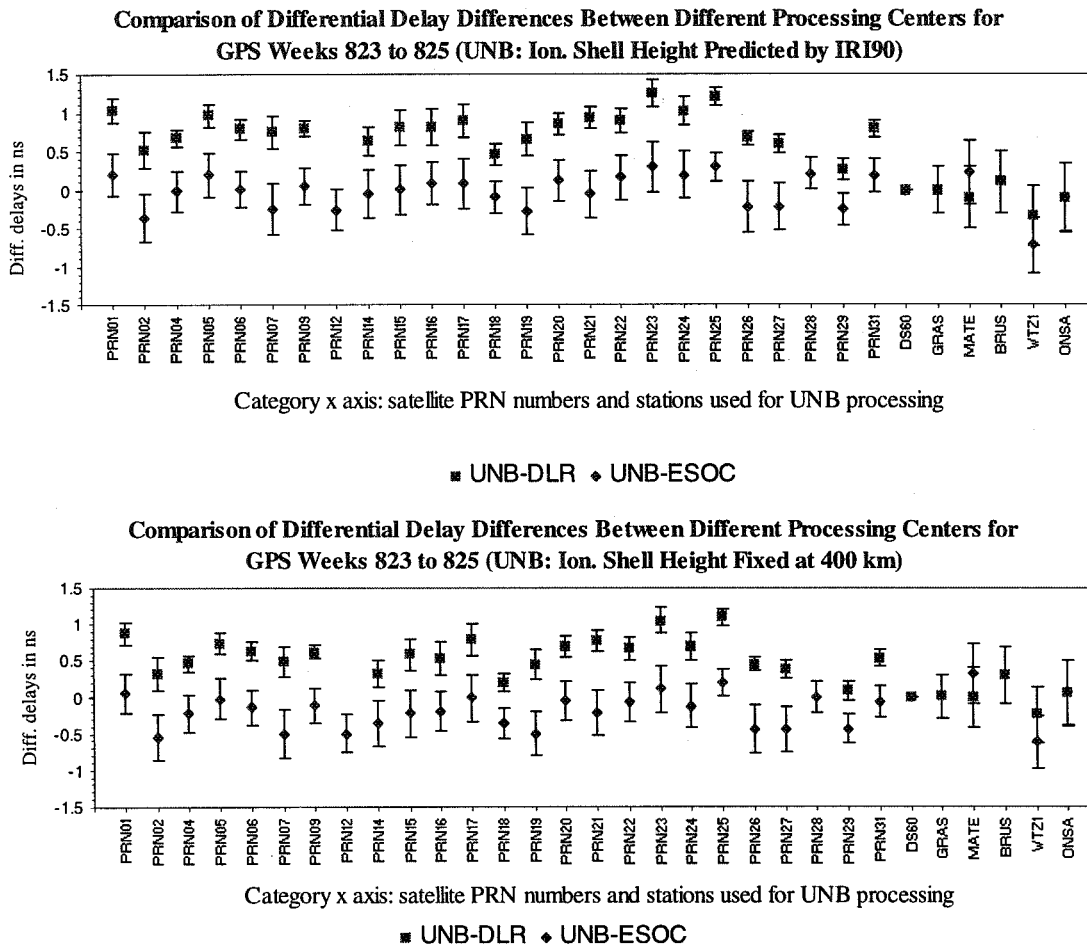 Comparison of Differential Delay Differences Between Different Processing Centers for
GPS Weeks 823 to 825 (UNB: Ion. Shell Height Predicted by IRI90)
Diff. delays in ns
1.5
1
0.5
0
-0.5
-1
-1.5
PRN01 PRN02 PRN04 PRN05 PRN06 PRN07 PRN09 PRN12 PRN14 PRN15 PRN16 PRN17 PRN18 PRN19 PRN20 PRN21 PRN22 PRN23 PRN24 PRN25 PRN26 PRN27 PRN28 PRN29 PRN31 DS60 GRAS MATE BRUS WTZ1 ONSA
Category x axis: satellite PRN numbers and stations used for UNB processing
UNB-DLR UNB-ESOC
Comparison of Differential Delay Differences Between Different Processing Centers for
GPS Weeks 823 to 825 (UNB: Ion. Shell Height Fixed at 400 km)
Diff. delays in ns
1.5
1
0.5
0
-0.5
-1
-1.5
PRN01 PRN02 PRN04 PRN05 PRN06 PRN07 PRN09 PRN12 PRN14 PRN15 PRN16 PRN17 PRN18 PRN19 PRN20 PRN21 PRN22 PRN23 PRN24 PRN25 PRN26 PRN27 PRN28 PRN29 PRN31 DS60 GRAS MATE BRUS WTZ1 ONSA
Category x axis: satellite PRN numbers and stations used for UNB processing
UNB-DLR UNB-ESOC